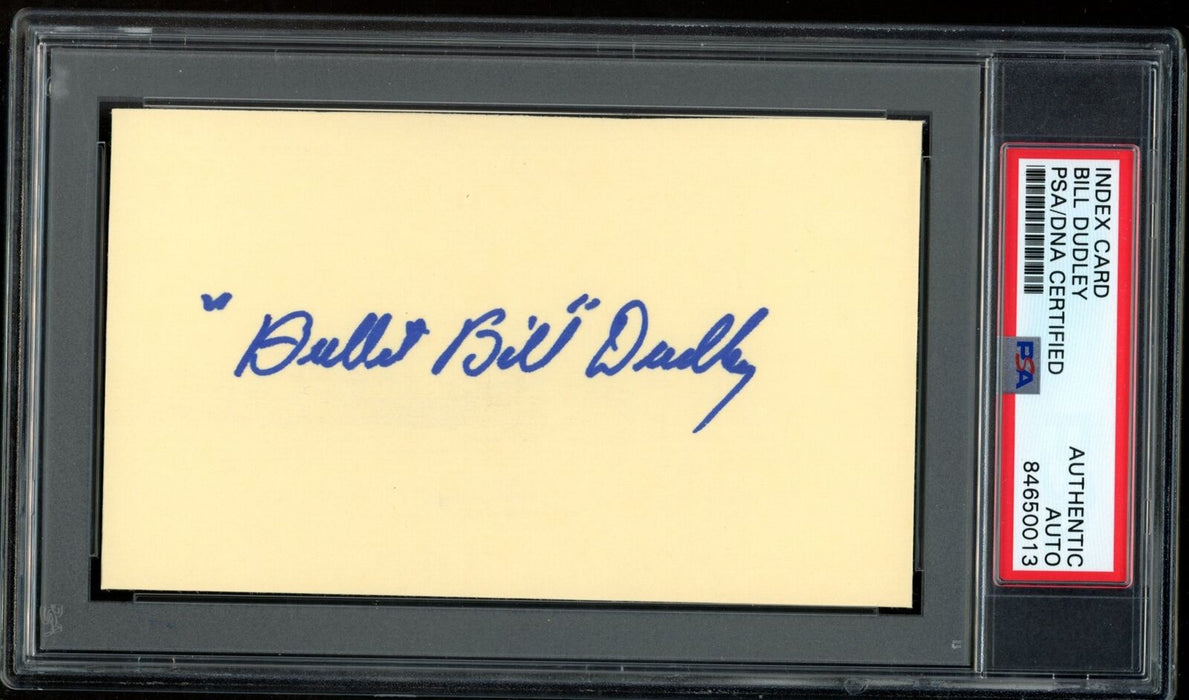 "Bullet Bill" Dudley
INDEX CARD
BILL DUDLEY
PSA/DNA CERTIFIED
PSA
AUTHENTIC
AUTO
84650013